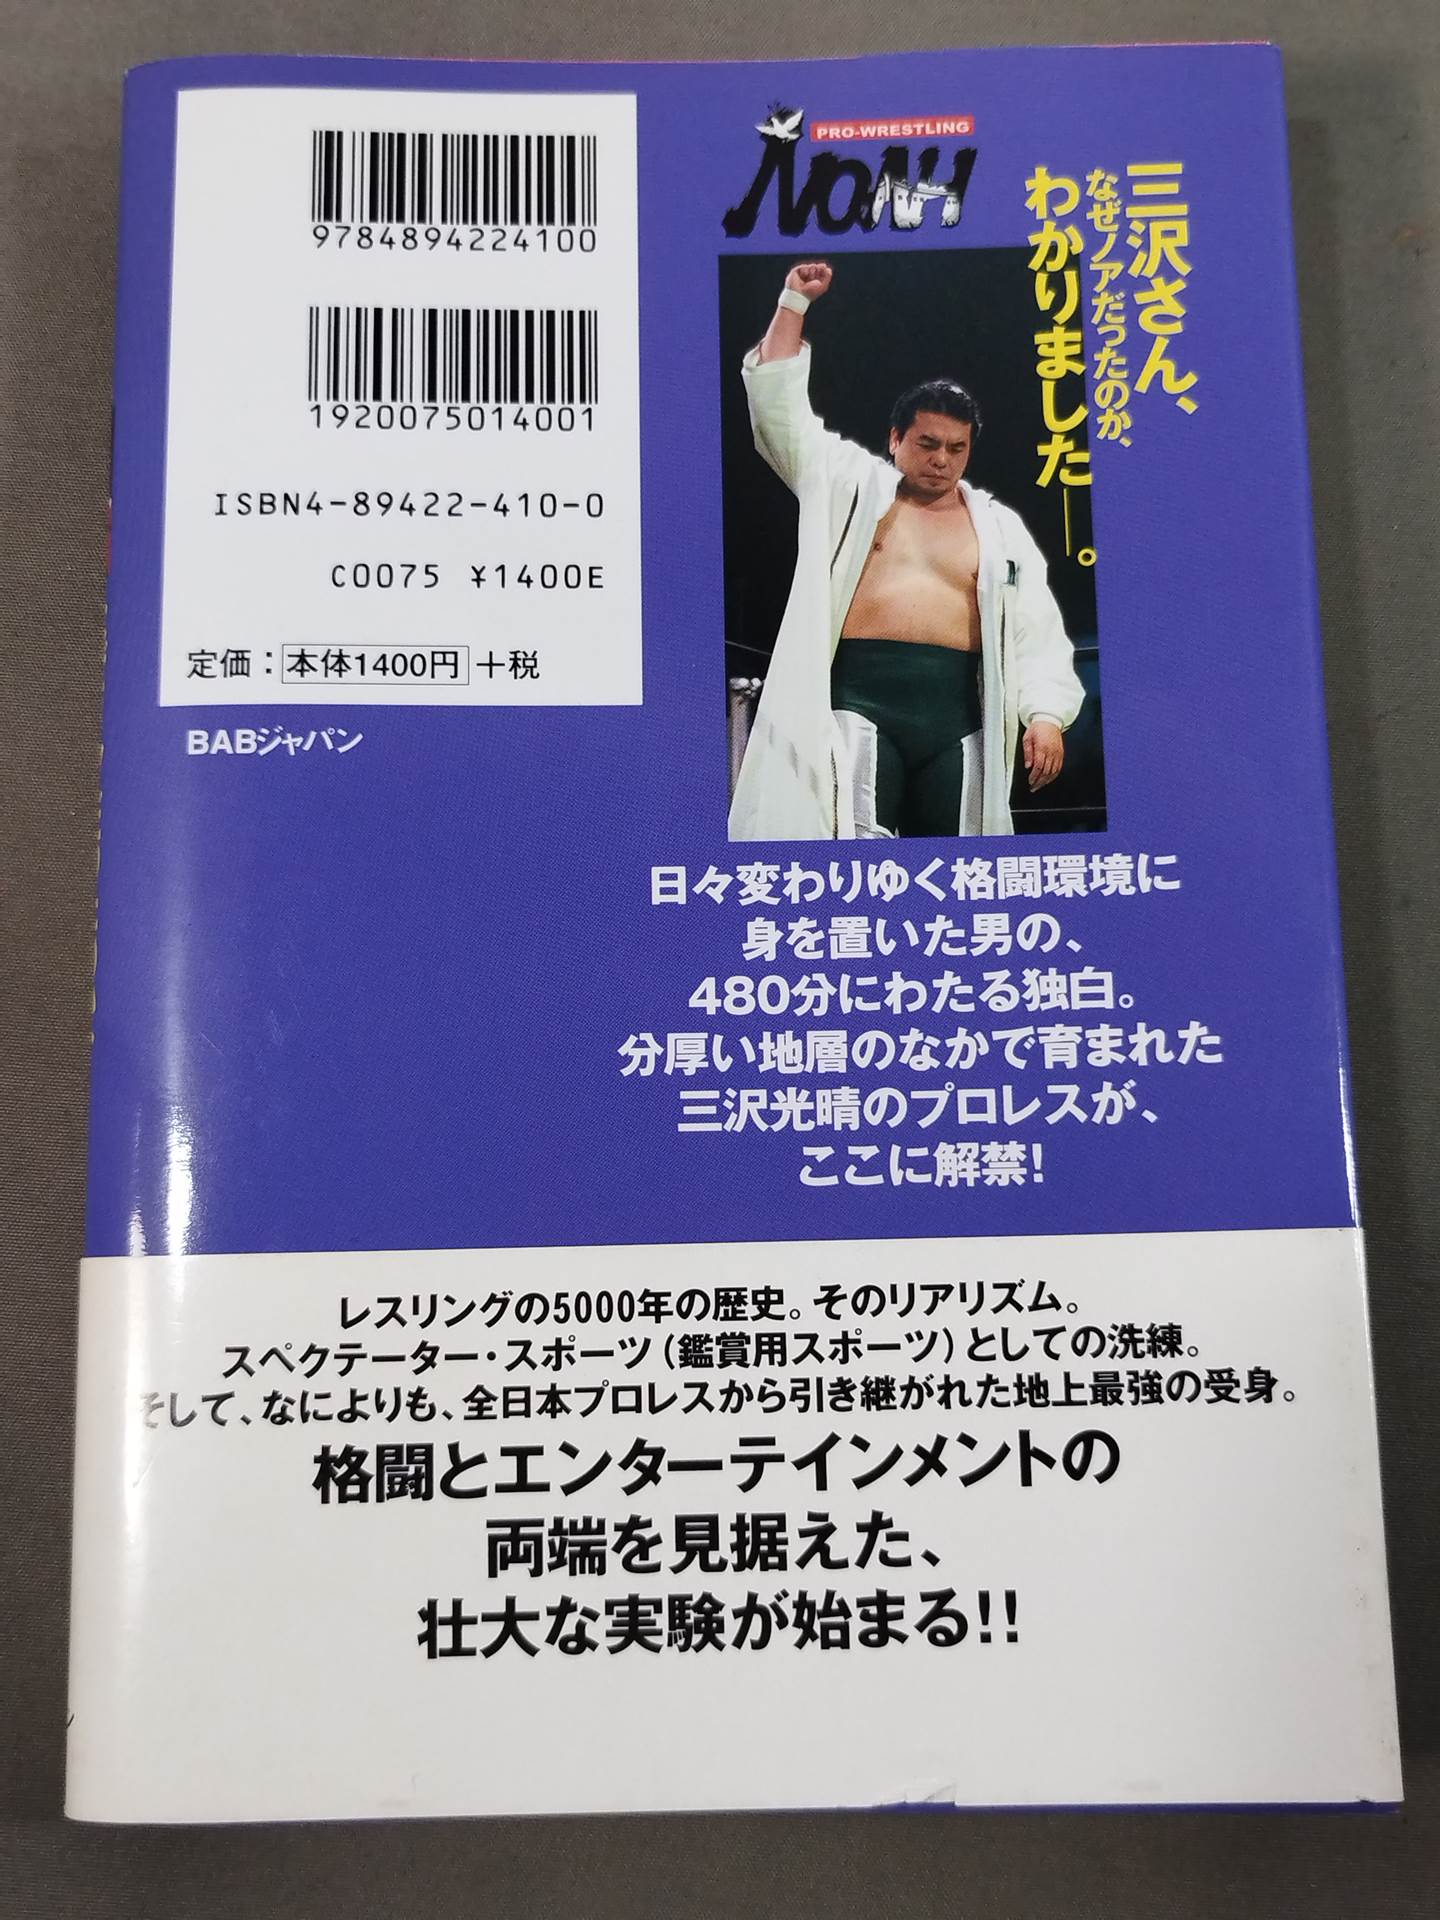 9784894224100
1920075014001
ISBN4-89422-410-0
C0075 ¥1400E
定価：本体1400円＋税
BABジャパン
PRO-WRESTLING
NOAH
三沢さん、
なぜノアだったのか、
わかりました―。
日々変わりゆく格闘環境に
身を置いた男の、
480分にわたる独白。
分厚い地層のなかで育まれた
三沢光晴のプロレスが、
ここに解禁！
レスリングの5000年の歴史。そのリアリズム。
スペクテーター・スポーツ（鑑賞用スポーツ）としての洗練。
そして、なによりも、全日本プロレスから引き継がれた地上最強の受身。
格闘とエンターテインメントの
両端を見据えた、
壮大な実験が始まる！！